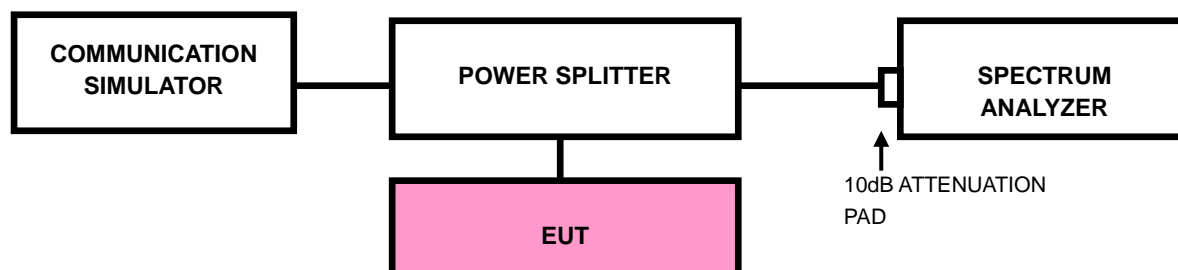 COMMUNICATION
SIMULATOR
POWER SPLITTER
SPECTRUM
ANALYZER
10dB ATTENUATION
PAD
EUT